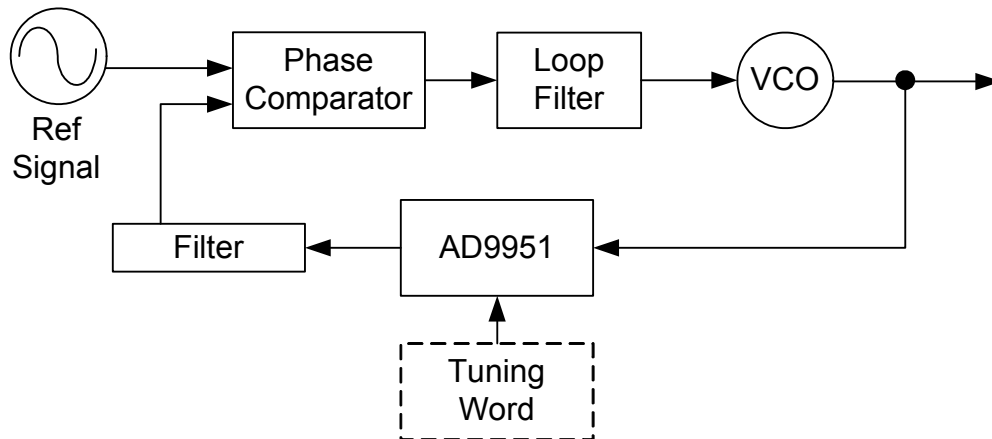 Phase
Comparator
Loop
Filter
VCO
Ref
Signal
Filter
AD9951
Tuning
Word